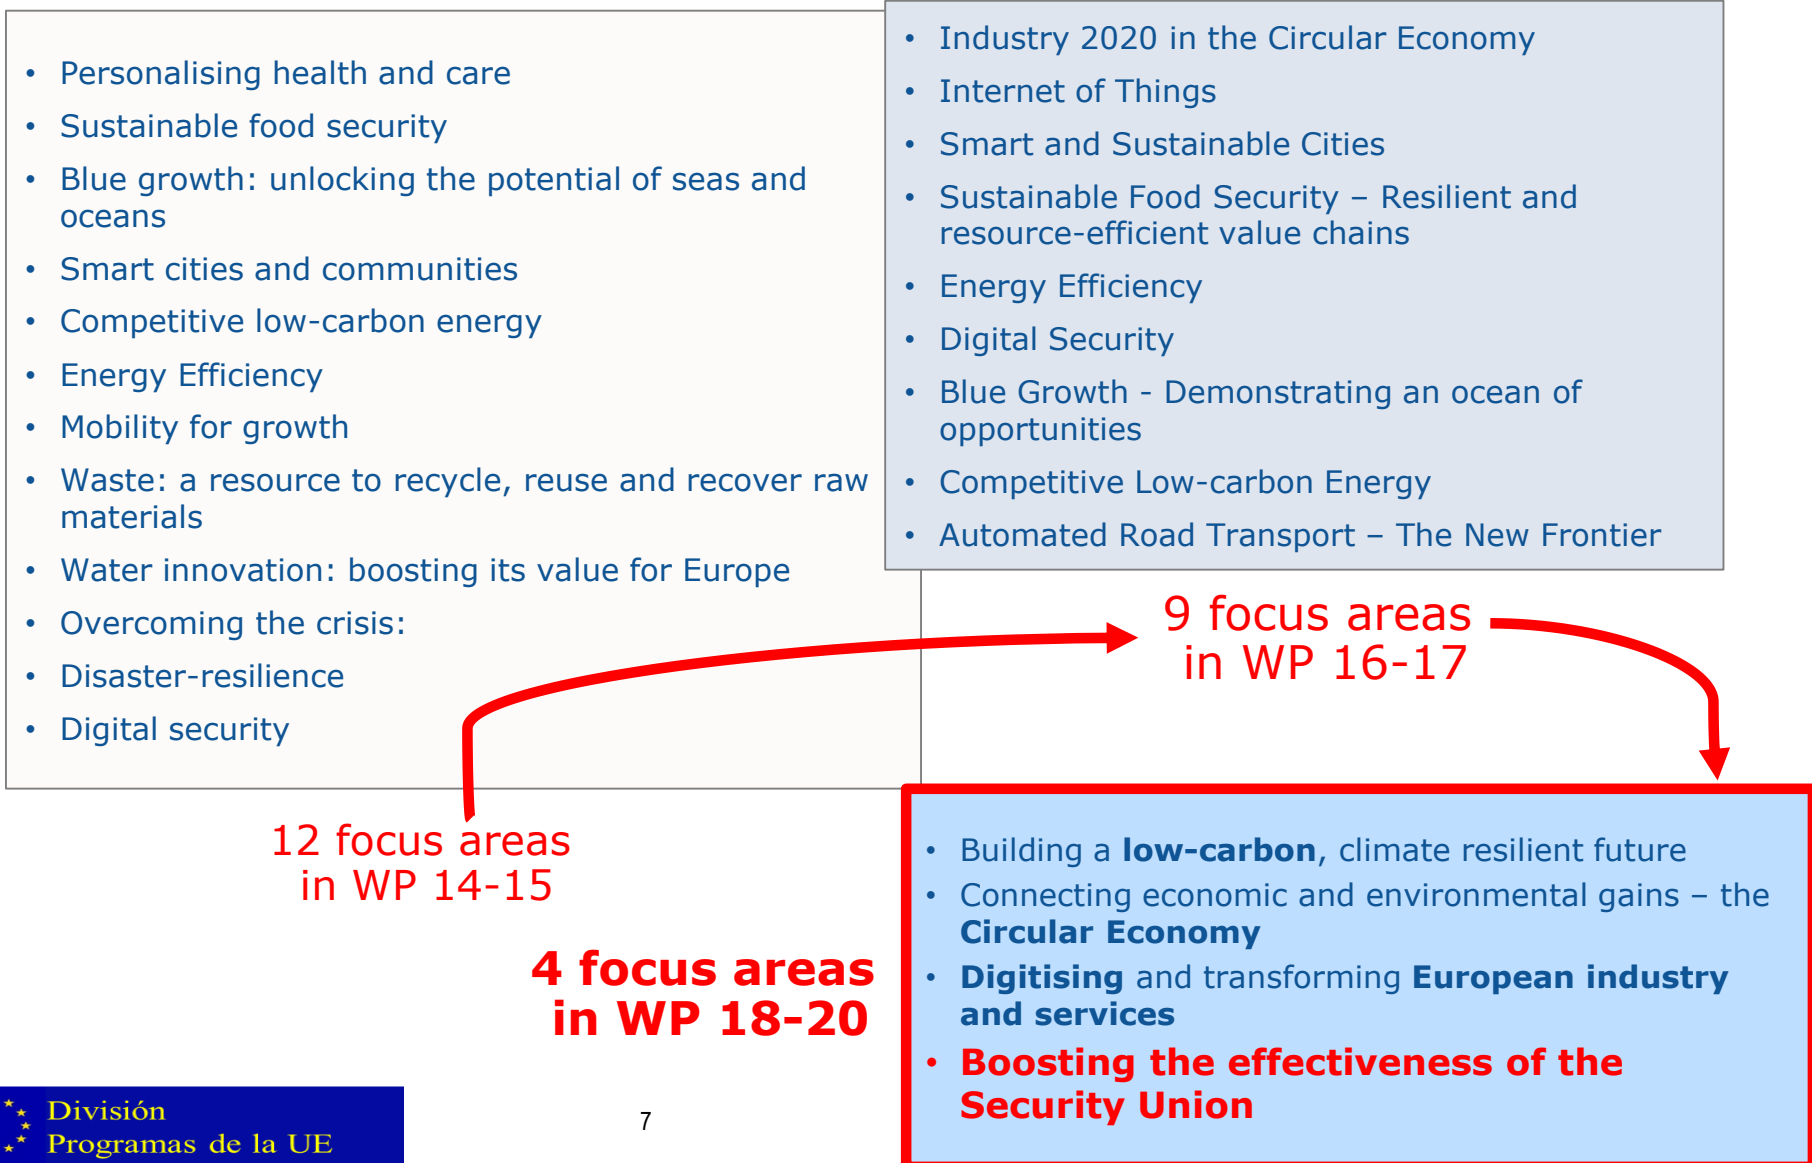 • Personalising health and care
• Sustainable food security
• Blue growth: unlocking the potential of seas and
oceans
• Smart cities and communities
• Competitive low-carbon energy
• Energy Efficiency
• Mobility for growth
• Waste: a resource to recycle, reuse and recover raw
materials
• Water innovation: boosting its value for Europe
• Overcoming the crisis:
• Disaster-resilience
• Digital security
12 focus areas
in WP 14-15
• Industry 2020 in the Circular Economy
• Internet of Things
• Smart and Sustainable Cities
• Sustainable Food Security – Resilient and
resource-efficient value chains
• Energy Efficiency
• Digital Security
• Blue Growth - Demonstrating an ocean of
opportunities
• Competitive Low-carbon Energy
• Automated Road Transport – The New Frontier
9 focus areas
in WP 16-17
4 focus areas
in WP 18-20
• Building a low-carbon, climate resilient future
• Connecting economic and environmental gains – the
Circular Economy
• Digitising and transforming European industry
and services
• Boosting the effectiveness of the
Security Union
División
Programas de la UE
7